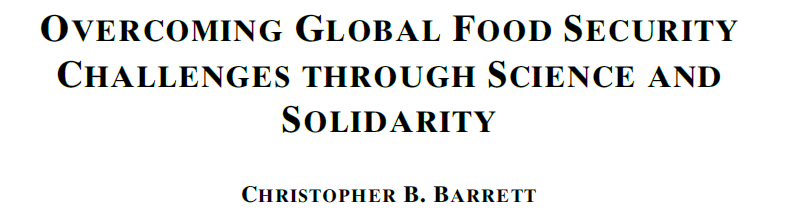 OVERCOMING GLOBAL FOOD SECURITY
CHALLENGES THROUGH SCIENCE AND
SOLIDARITY
CHRISTOPHER B. BARRETT